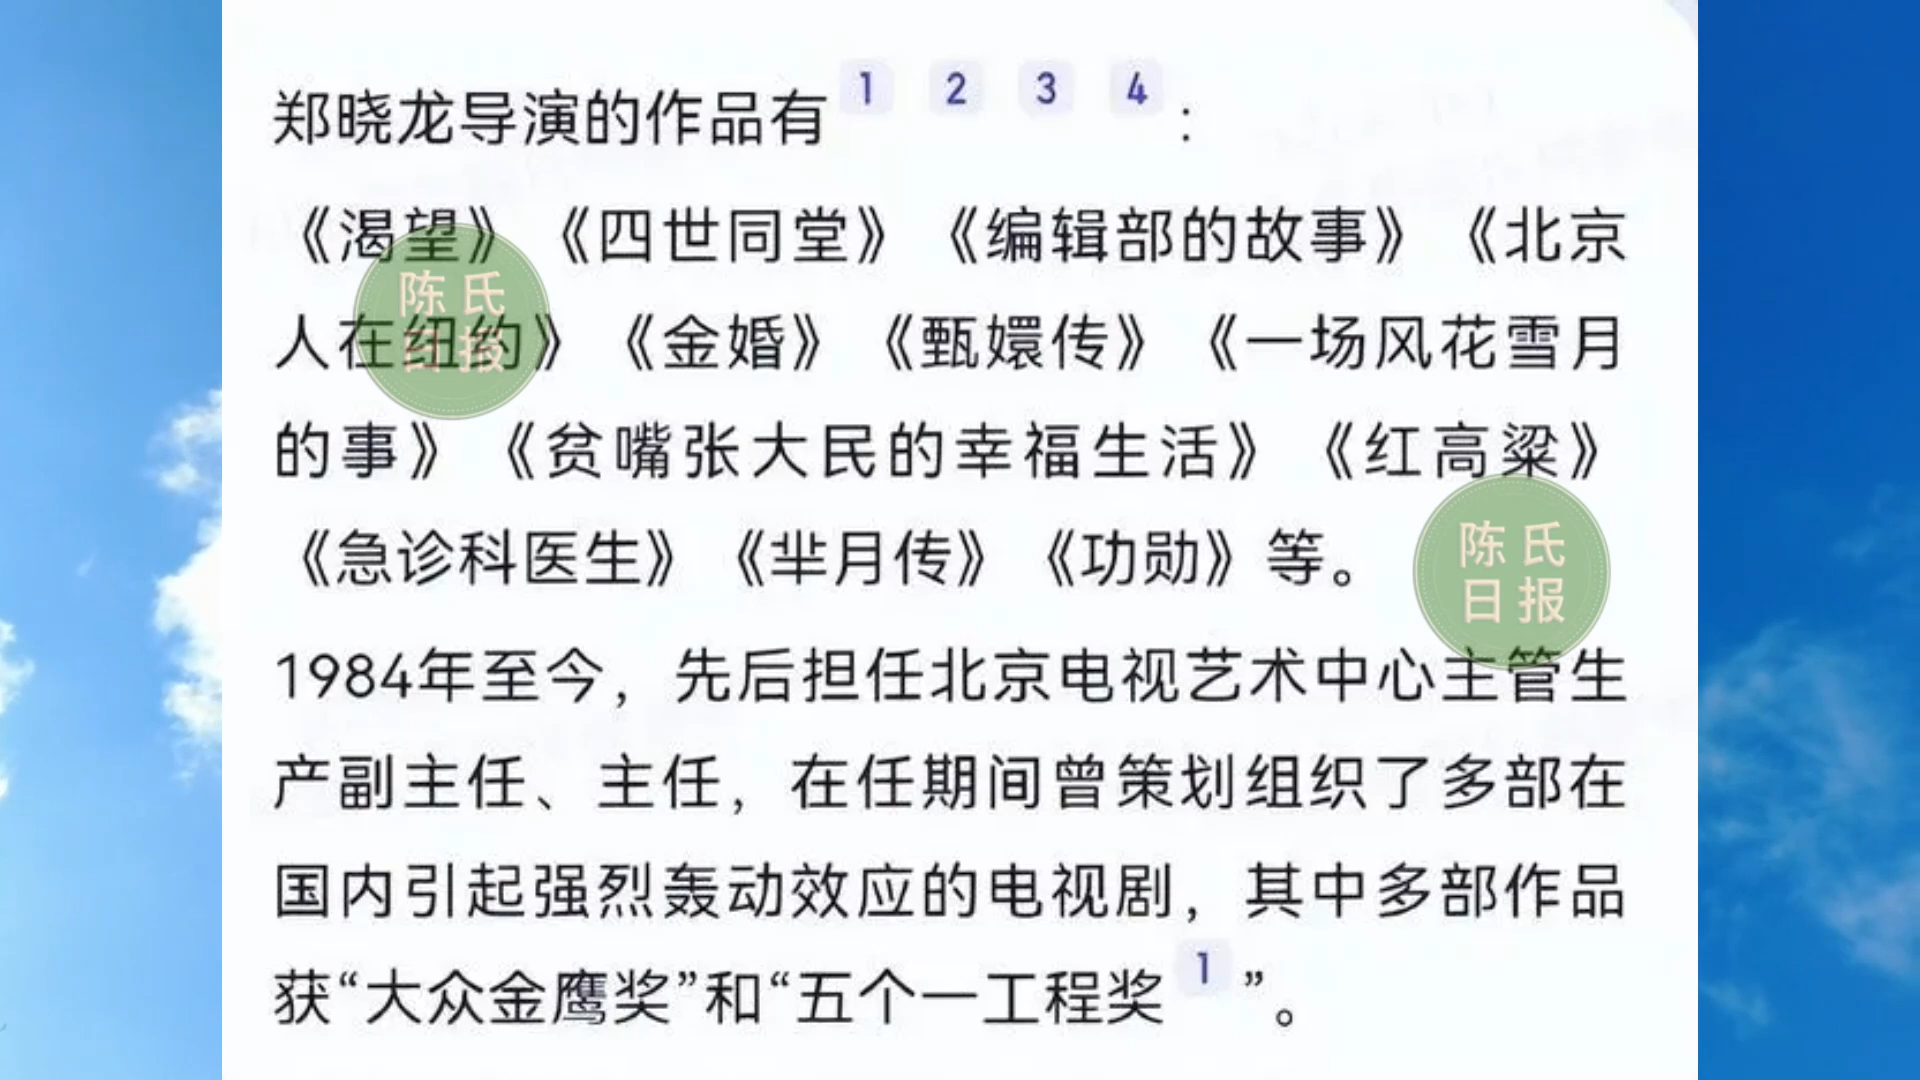 郑晓龙导演的作品有 1 2 3 4 ：
《渴望》《四世同堂》《编辑部的故事》《北京
人在纽约》《金婚》《甄嬛传》《一场风花雪月
的事》《贫嘴张大民的幸福生活》《红高粱》
《急诊科医生》《芈月传》《功勋》等。
1984年至今，先后担任北京电视艺术中心主管生
产副主任、主任，在任期间曾策划组织了多部在
国内引起强烈轰动效应的电视剧，其中多部作品
获“大众金鹰奖”和“五个一工程奖 1 ”。
陈氏
日报
陈氏
日报